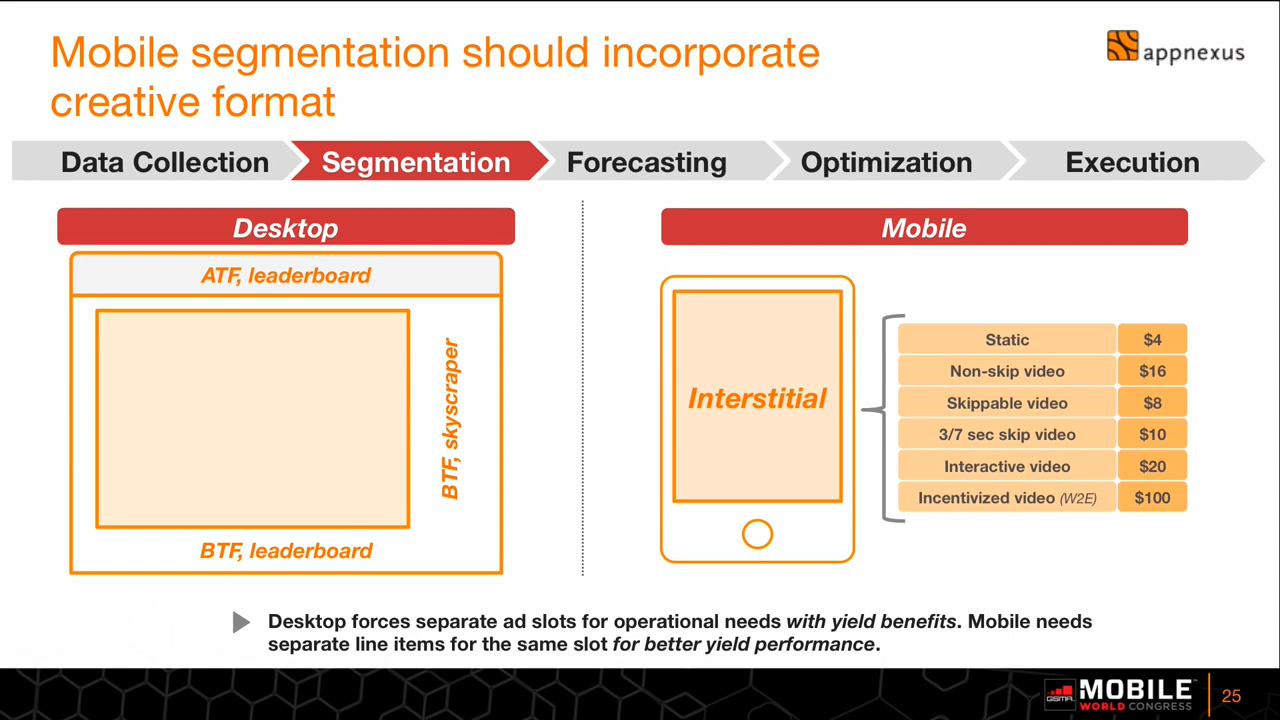 Mobile segmentation should incorporate
creative format
appnexus
Data Collection
Segmentation
Forecasting
Optimization
Execution
Desktop
ATF, leaderboard
BTF, skyscraper
BTF, leaderboard
Mobile
Interstitial
Static $4
Non-skip video $16
Skippable video $8
3/7 sec skip video $10
Interactive video $20
Incentivized video (W2E) $100
Desktop forces separate ad slots for operational needs with yield benefits. Mobile needs
separate line items for the same slot for better yield performance.
GSMA
MOBILE™
WORLD CONGRESS
25